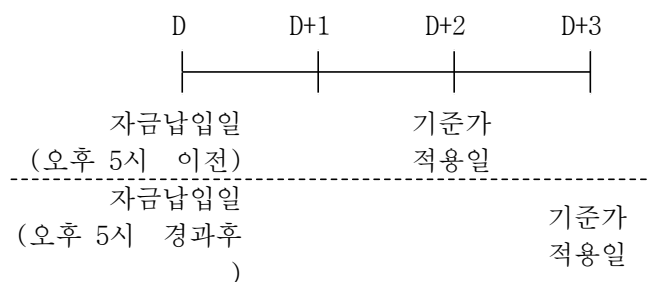 D D+1 D+2 D+3
자금납입일 기준가
(오후 5시 이전) 적용일
자금납입일
(오후 5시 경과후
)
기준가
적용일